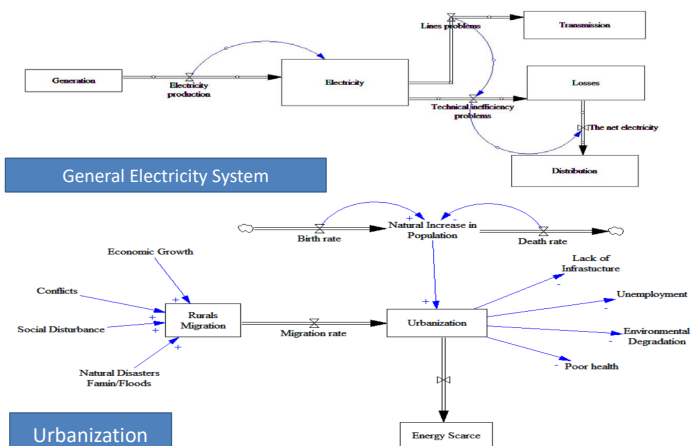 Lines problems
Transmission
Generation
Electricity
production
Electricity
Losses
Technical inefficiency
problems
The net electricity
Distribution
General Electricity System
+
-
Birth rate
Natural Increase in
Population
Death rate
Economic Growth
Lack of
Infrastucture
-
Conflicts
+
+
Rurals
Migration
Social Disturbance
+
+
Migration rate
+
Urbanization
Unemployment
-
Environmental
Degradation
-
Natural Disasters
Famin/Floods
- Poor health
Energy Scarce
Urbanization